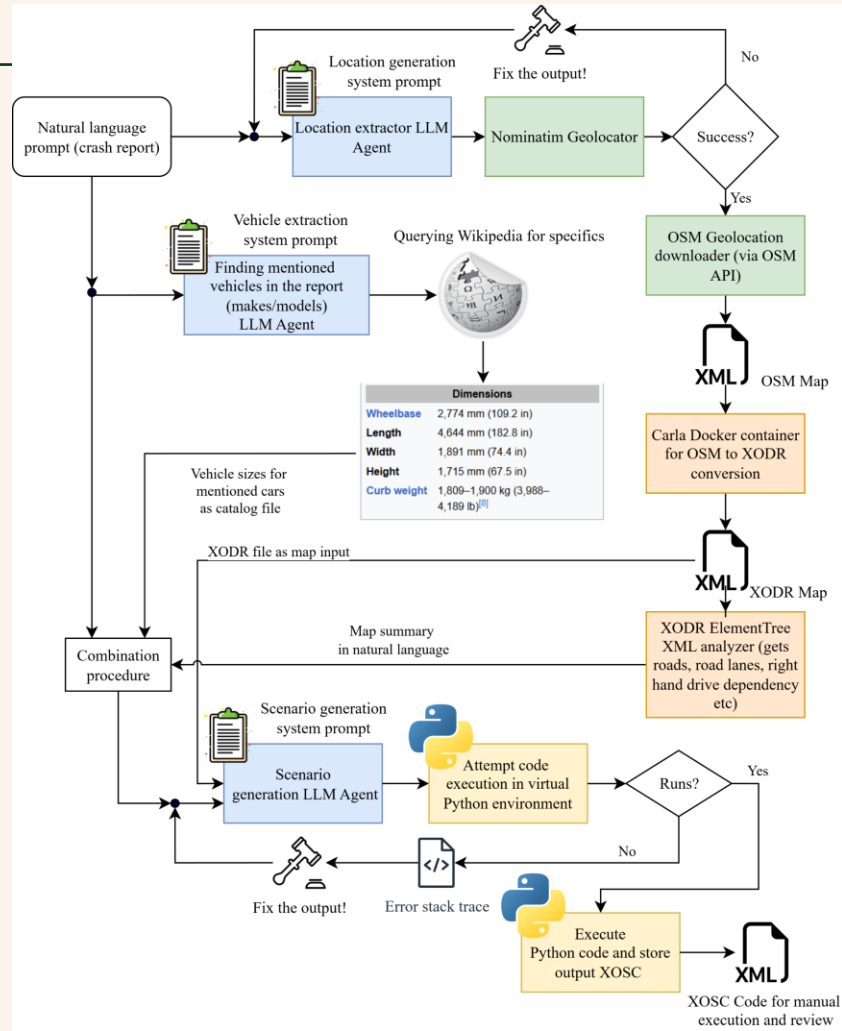 Location generation
system prompt
Fix the output!
No
Natural language
prompt (crash report)
Location extractor LLM
Agent
Nominatim Geolocator
Success?
Yes
Vehicle extraction
system prompt
Querying Wikipedia for specifics
OSM Geolocation
downloader (via OSM
API)
Finding mentioned
vehicles in the report
(makes/models)
LLM Agent
XML
OSM Map
Dimensions
Wheelbase 2,774 mm (109.2 in)
Length 4,644 mm (182.8 in)
Width 1,891 mm (74.4 in)
Height 1,715 mm (67.5 in)
Curb weight 1,809–1,900 kg (3,988–
4,189 lb)[8]
Carla Docker container
for OSM to XODR
conversion
Vehicle sizes for
mentioned cars
as catalog file
XODR file as map input
XML
XODR Map
Map summary
in natural language
Combination
procedure
XODR ElementTree
XML analyzer (gets
roads, road lanes, right
hand drive dependency
etc)
Scenario generation
system prompt
Scenario
generation LLM Agent
Attempt code
execution in virtual
Python environment
Runs?
Yes
No
Fix the output!
</>
Error stack trace
Execute
Python code and store
output XOSC
XML
XOSC Code for manual
execution and review